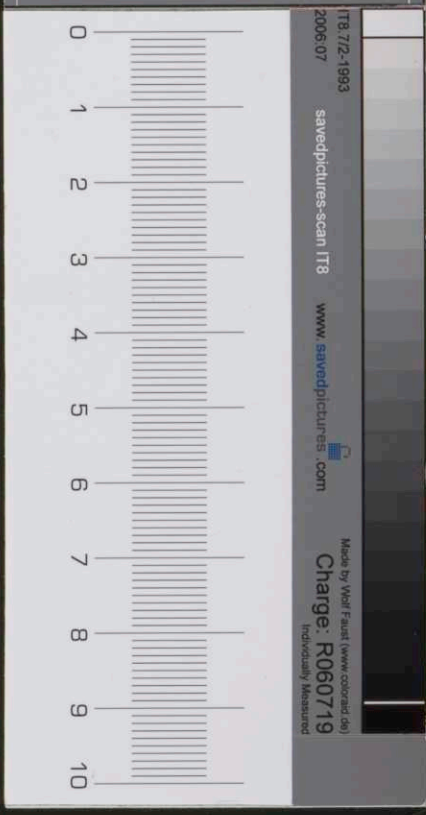 IT8.7/2-1993
2006:07
savedpictures-scan IT8
www.savedpictures.com
Made by Wolf Faust (www.coloraid.de)
Charge: R060719
Individually Measured
0
1
2
3
4
5
6
7
8
9
10